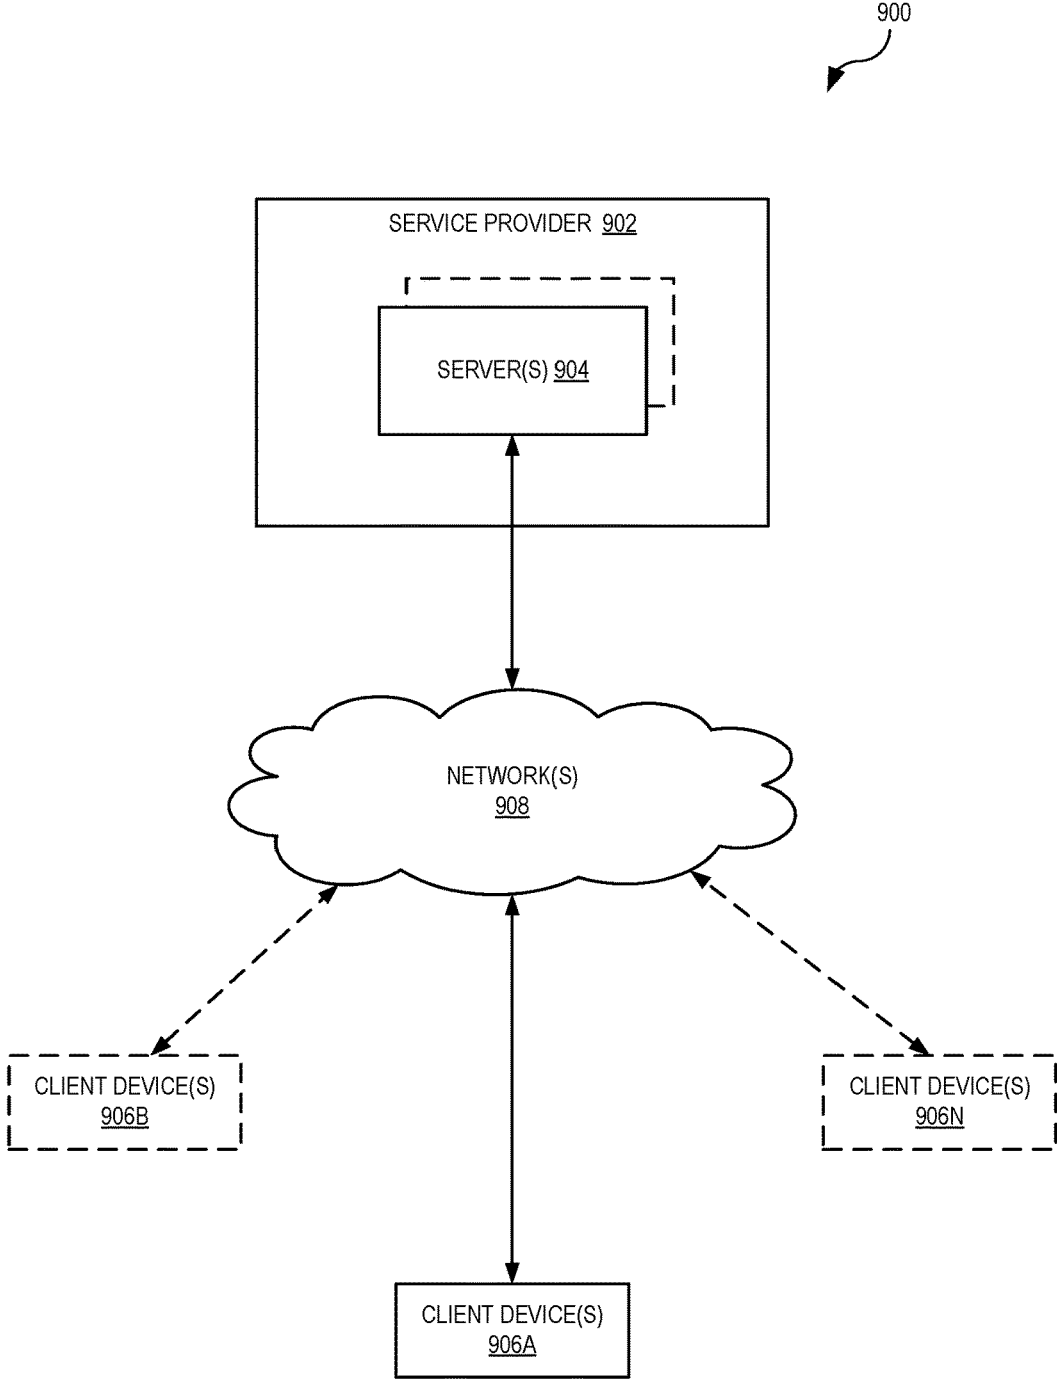 900
SERVICE PROVIDER 902
SERVER(S) 904
NETWORK(S)
908
CLIENT DEVICE(S)
906B
CLIENT DEVICE(S)
906N
CLIENT DEVICE(S)
906A